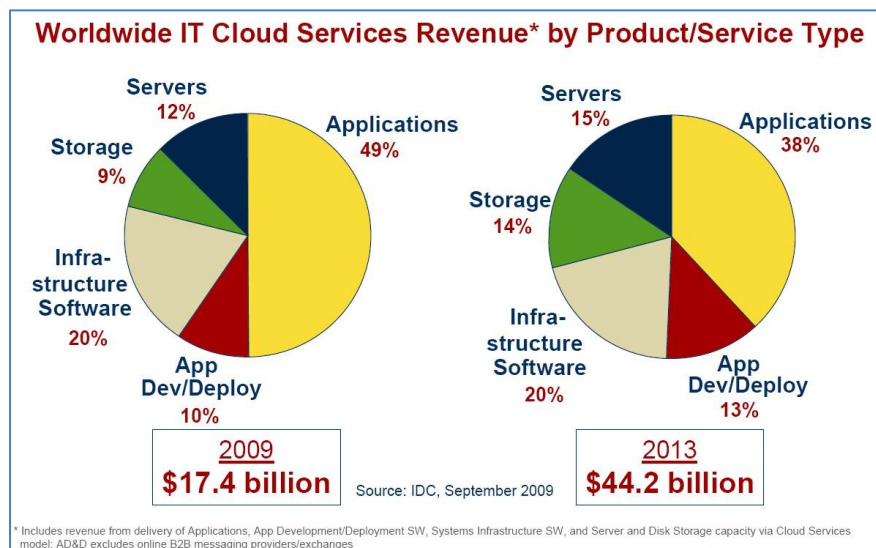 Worldwide IT Cloud Services Revenue* by Product/Service Type
Servers
12%
Storage
9%
Infra-
structure
Software
20%
App
Dev/Deploy
10%
Applications
49%
2009
$17.4 billion
Servers
15%
Storage
14%
Infra-
structure
Software
20%
App
Dev/Deploy
13%
Applications
38%
2013
$44.2 billion
Source: IDC, September 2009
* Includes revenue from delivery of Applications, App Development/Deployment SW, Systems Infrastructure SW, and Server and Disk Storage capacity via Cloud Services
model; AD&D excludes online B2B messaging providers/exchanges